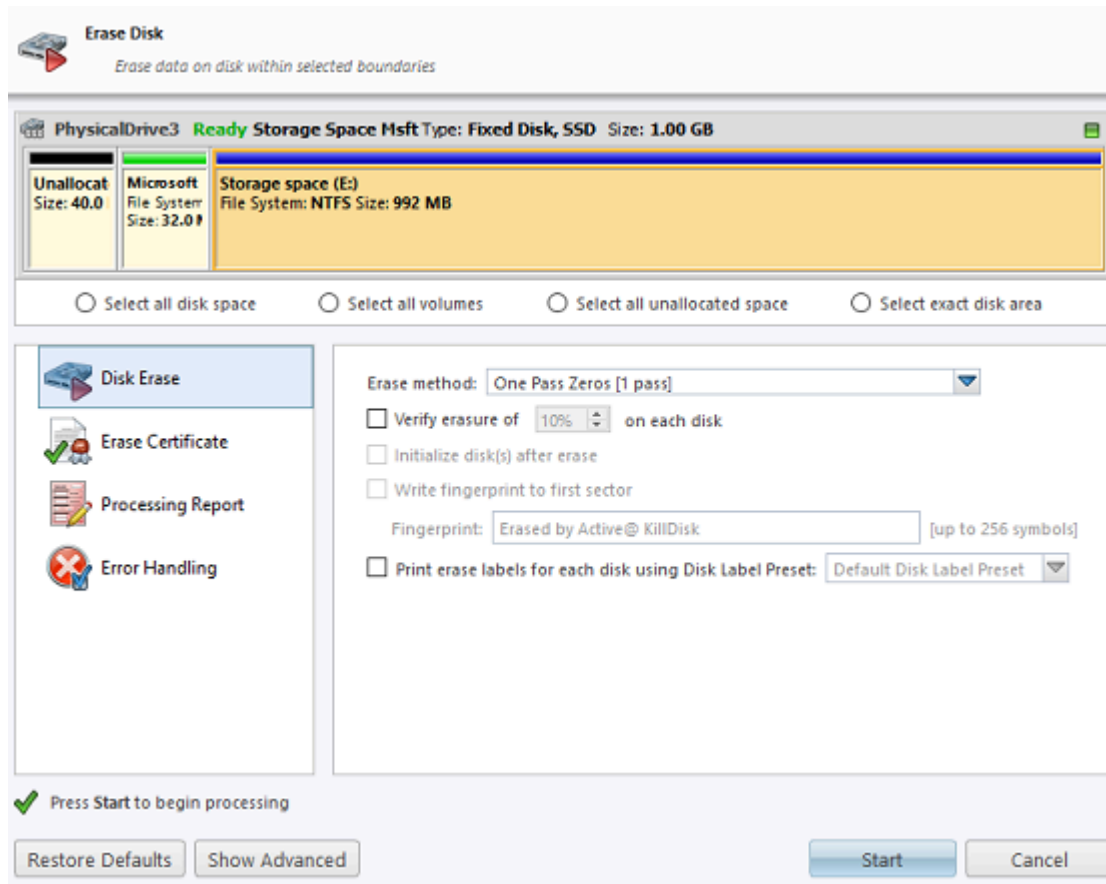 Erase Disk
Erase data on disk within selected boundaries
PhysicalDrive3 Ready Storage Space Msft Type: Fixed Disk, SSD Size: 1.00 GB
Unallocat
Size: 40.0
Microsoft
File System
Size: 32.0
Storage space (E:)
File System: NTFS Size: 992 MB
Select all disk space Select all volumes Select all unallocated space Select exact disk area
Disk Erase
Erase Certificate
Processing Report
Error Handling
Erase method: One Pass Zeros [1 pass]
Verify erasure of 10% on each disk
Initialize disk(s) after erase
Write fingerprint to first sector
Fingerprint: Erased by Active@ KillDisk [up to 256 symbols]
Print erase labels for each disk using Disk Label Preset: Default Disk Label Preset
Press Start to begin processing
Restore Defaults Show Advanced Start Cancel